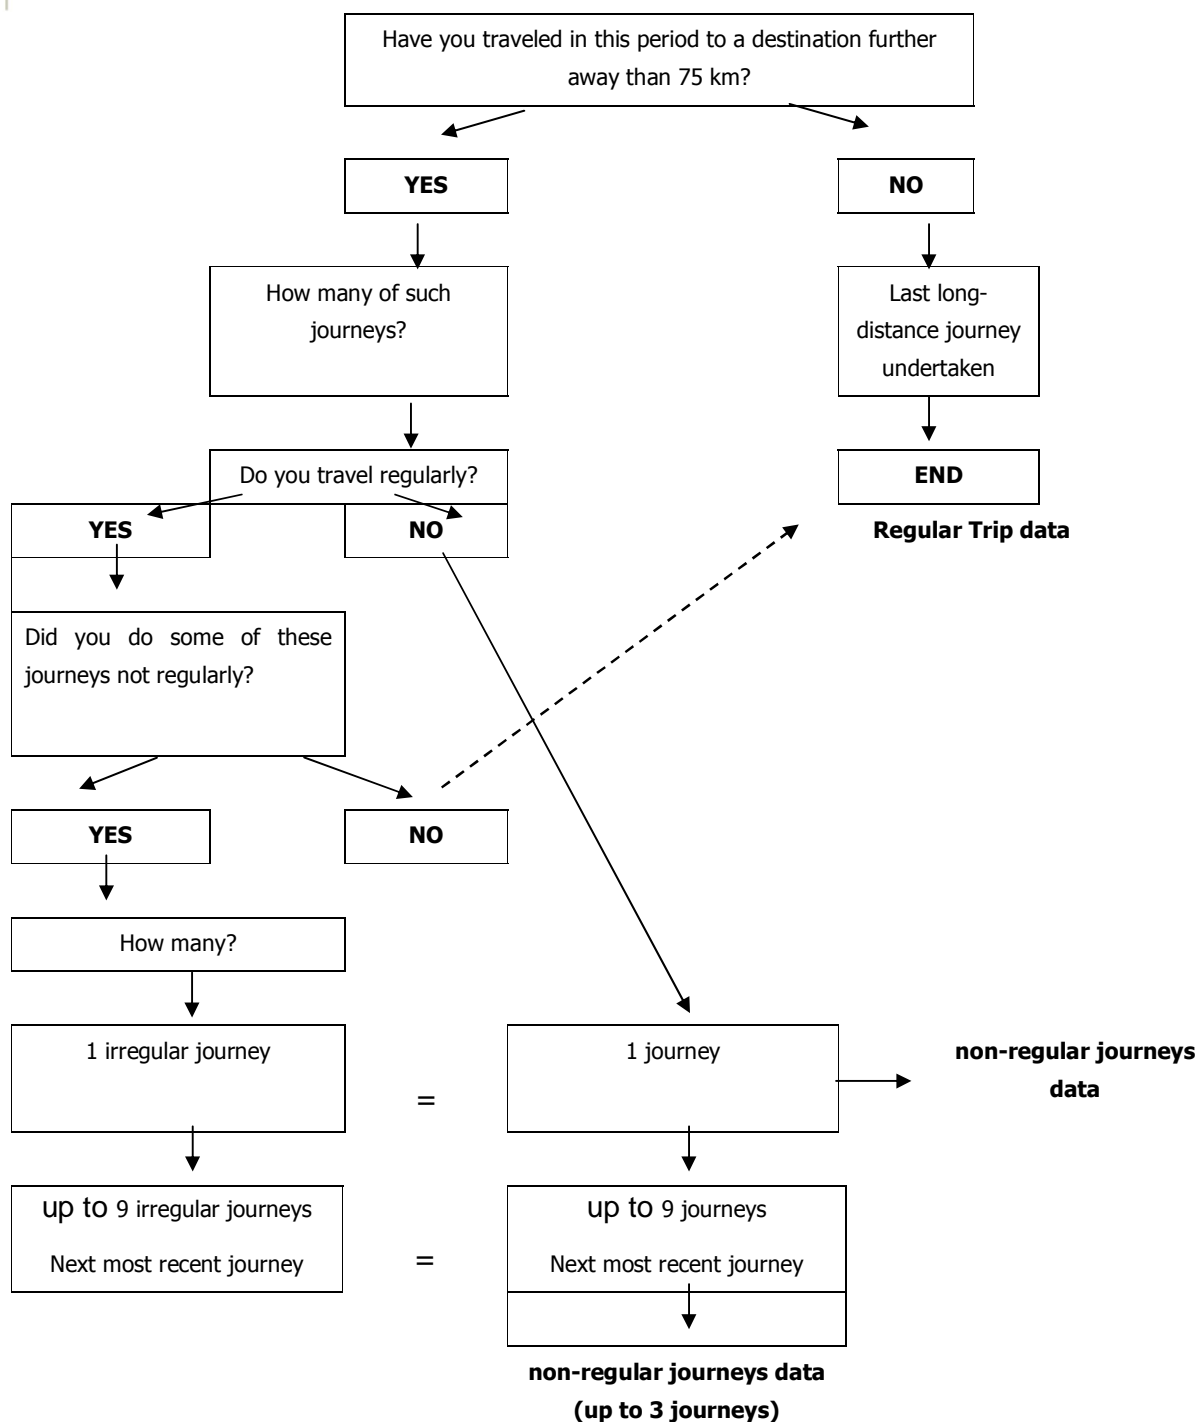 Have you traveled in this period to a destination further
away than 75 km?
YES
NO
How many of such
journeys?
Last long-
distance journey
undertaken
Do you travel regularly?
END
YES
NO
Regular Trip data
Did you do some of these
journeys not regularly?
YES
NO
How many?
1 irregular journey
=
1 journey
non-regular journeys
data
up to 9 irregular journeys
Next most recent journey
=
up to 9 journeys
Next most recent journey
non-regular journeys data
(up to 3 journeys)